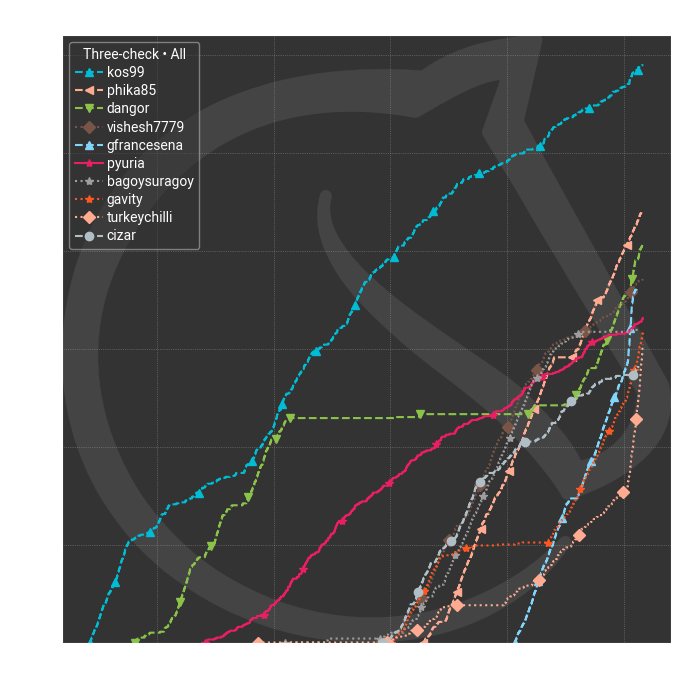 Three-check • All
kos99
phika85
dangor
vishesh7779
gfrancesena
pyuria
bagoysuragoy
gavity
turkeychilli
cizar